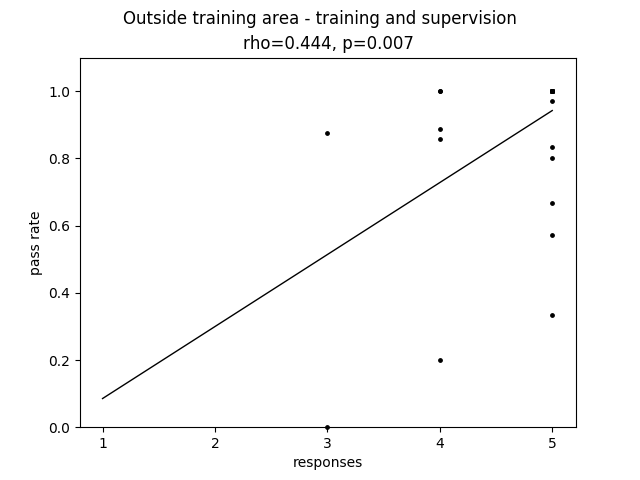 Outside training area - training and supervision
rho=0.444, p=0.007
1.0
0.8
0.6
0.4
0.2
0.0
pass rate
1 2 3 4 5
responses